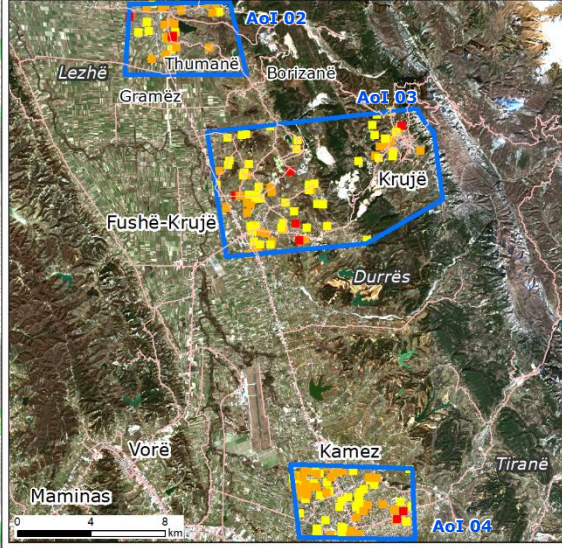 AoI 02
Lezhë
Thumanë
Borizanë
Gramëz
AoI 03
Krujë
Fushë-Krujë
Durrës
Vorë
Kamez
Tiranë
Maminas
AoI 04
0 4 8
km